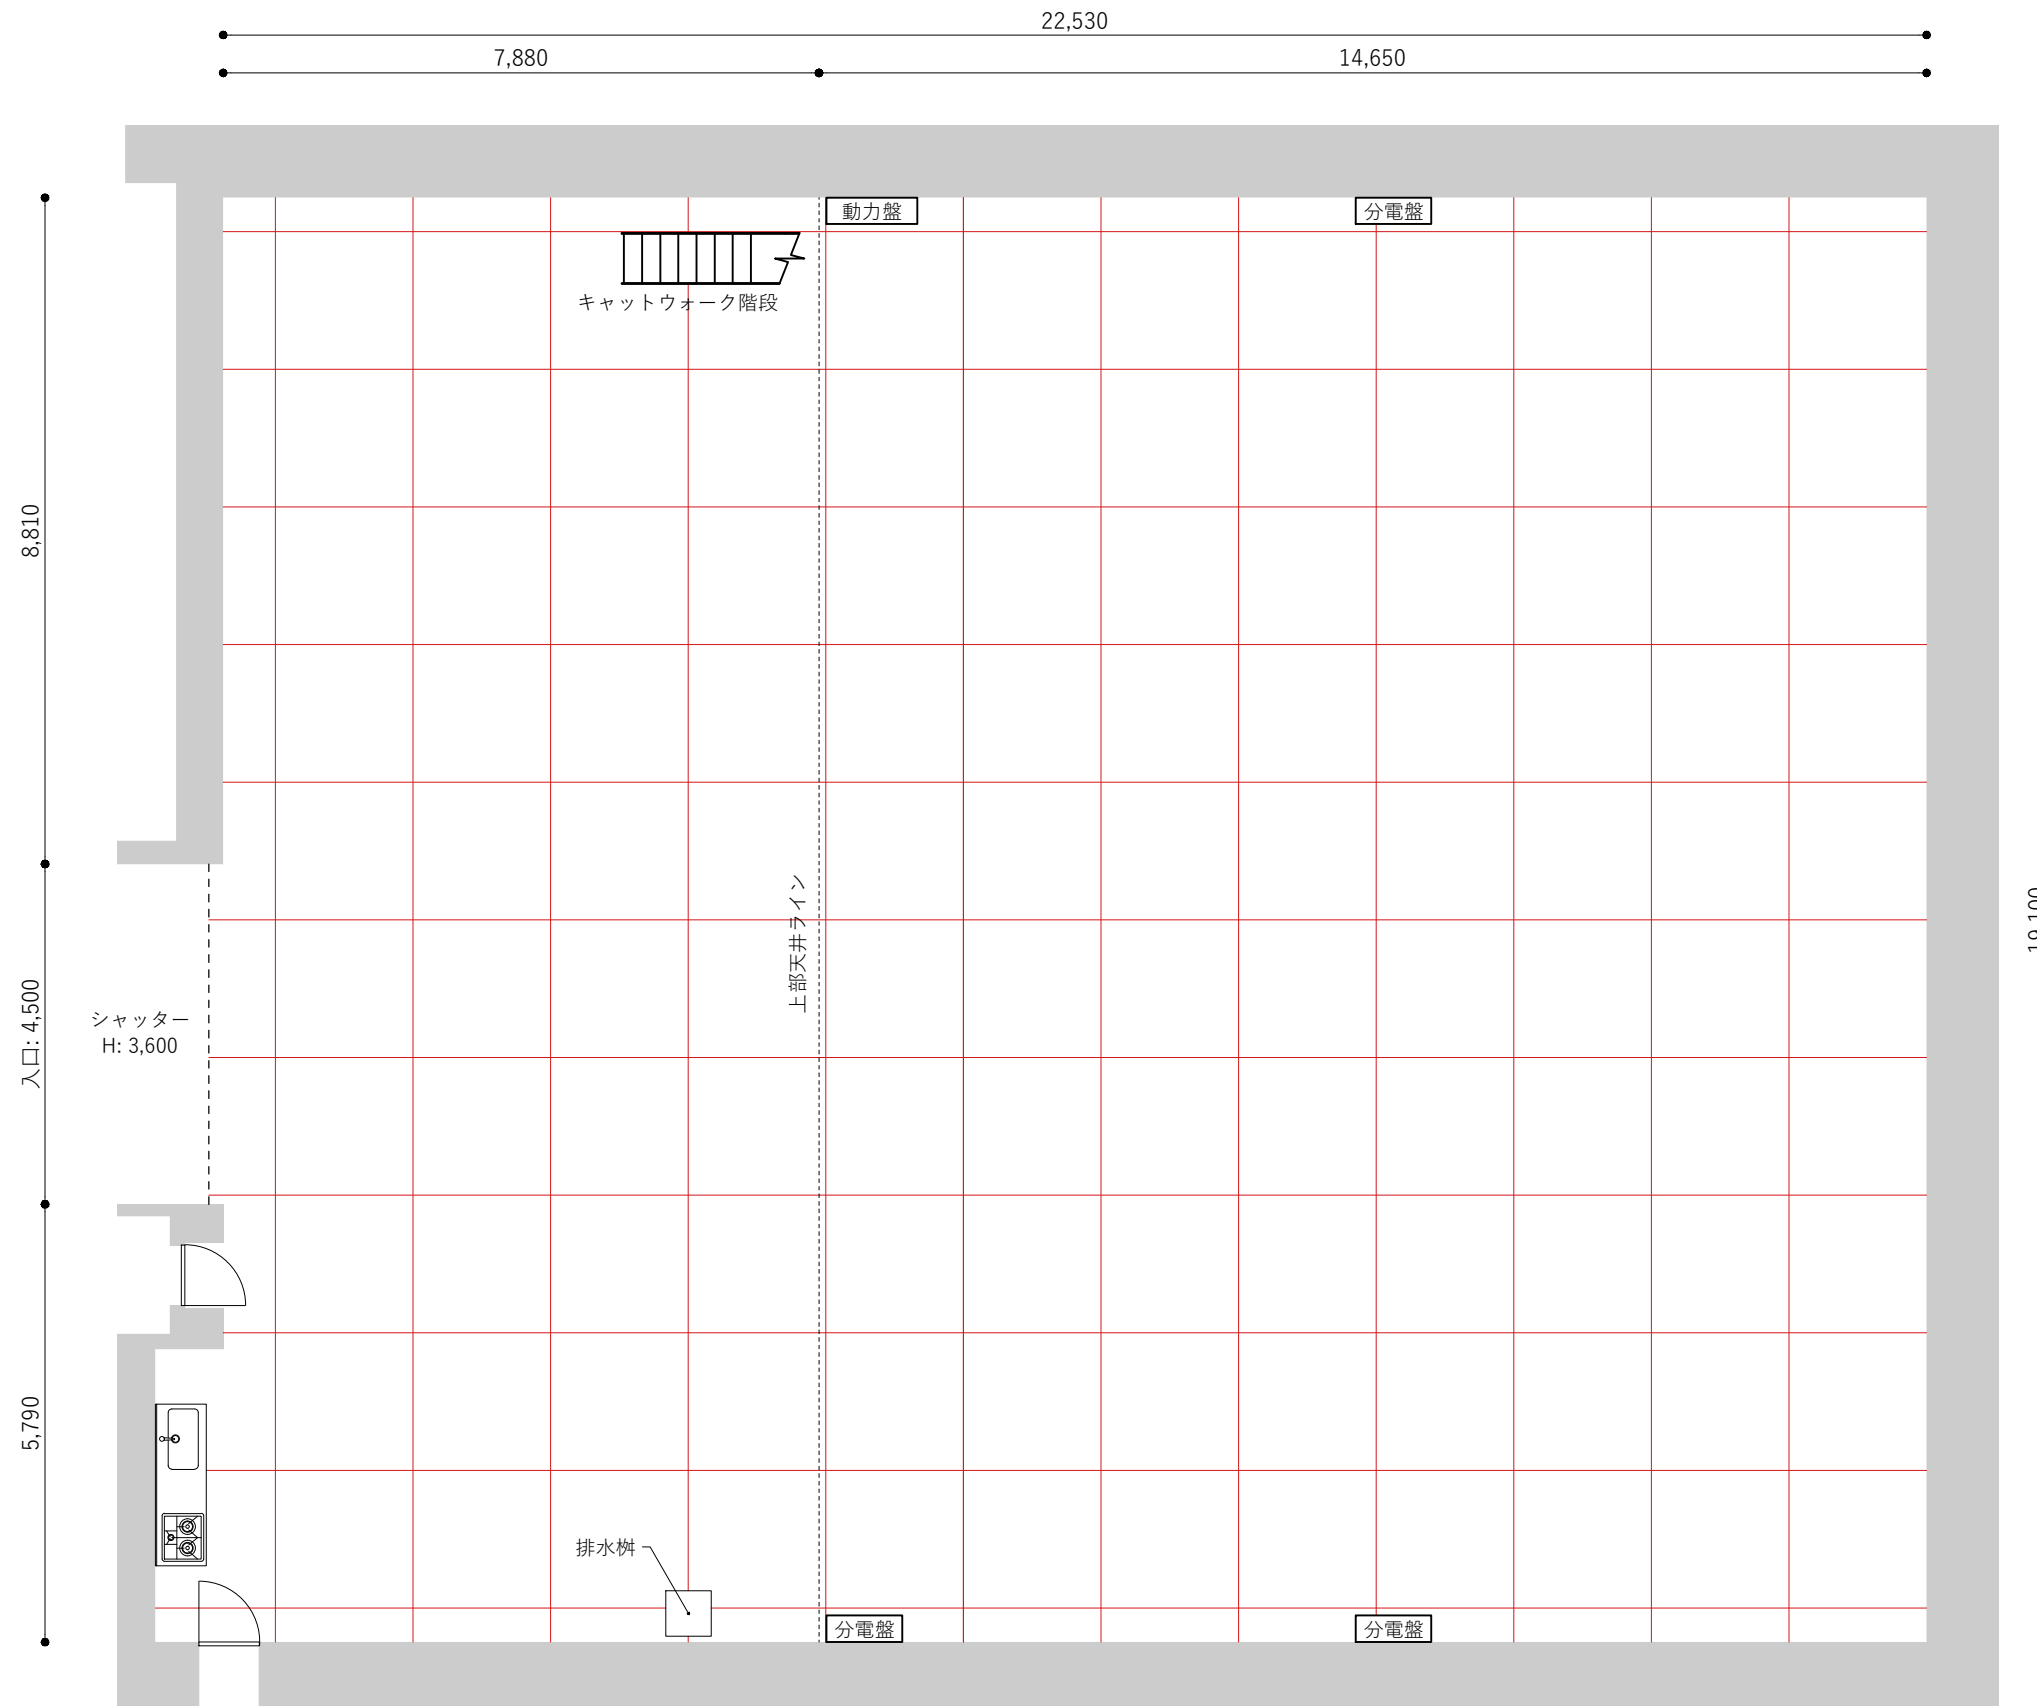 22,530
7,880
14,650
動力盤
分電盤
キャットウォーク階段
8,810
上部天井ライン
19,100
入口: 4,500
シャッター
H: 3,600
5,790
排水桝
分電盤
分電盤